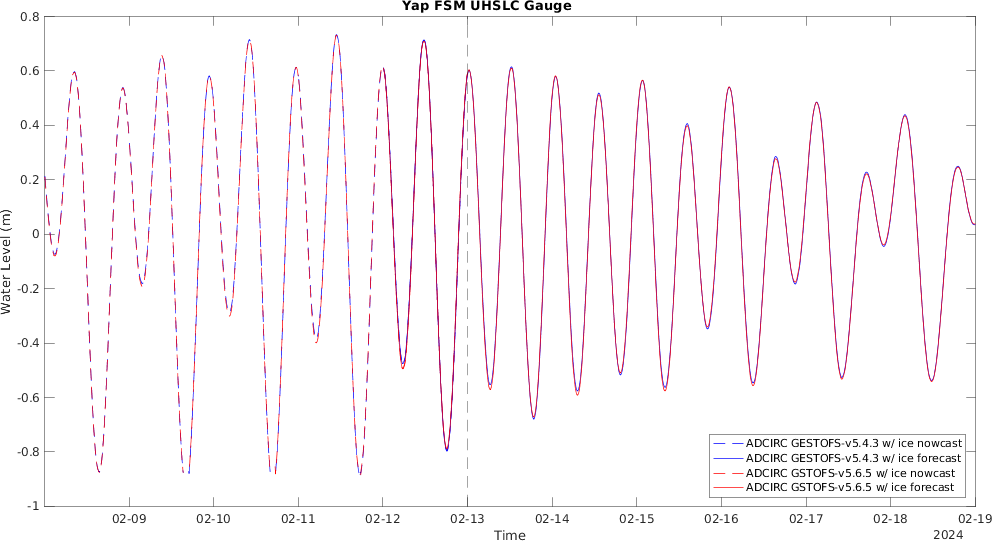 Yap FSM UHSLC Gauge
0.8
0.6
0.4
0.2
0
-0.2
-0.4
-0.6
-0.8
-1
Water Level (m)
ADCIRC GESTOFS-v5.4.3 w/ ice nowcast
ADCIRC GESTOFS-v5.4.3 w/ ice forecast
ADCIRC GSTOFS-v5.6.5 w/ ice nowcast
ADCIRC GSTOFS-v5.6.5 w/ ice forecast
02-09 02-10 02-11 02-12 02-13 02-14 02-15 02-16 02-17 02-18 02-19
Time
2024